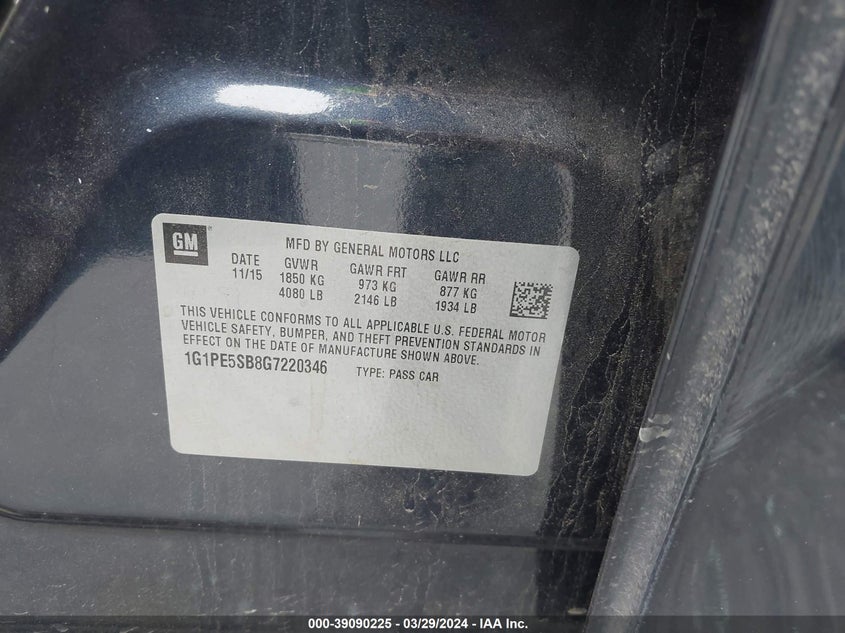 GM
MFD BY GENERAL MOTORS LLC
DATE GVWR GAWR FRT GAWR RR
11/15 1850 KG 973 KG 877 KG
4080 LB 2146 LB 1934 LB
THIS VEHICLE CONFORMS TO ALL APPLICABLE U.S. FEDERAL MOTOR
VEHICLE SAFETY, BUMPER, AND THEFT PREVENTION STANDARDS IN
EFFECT ON THE DATE OF MANUFACTURE SHOWN ABOVE.
1G1PE5SB8G7220346 TYPE: PASS CAR
000-39090225 - 03/29/2024 - IAA Inc.